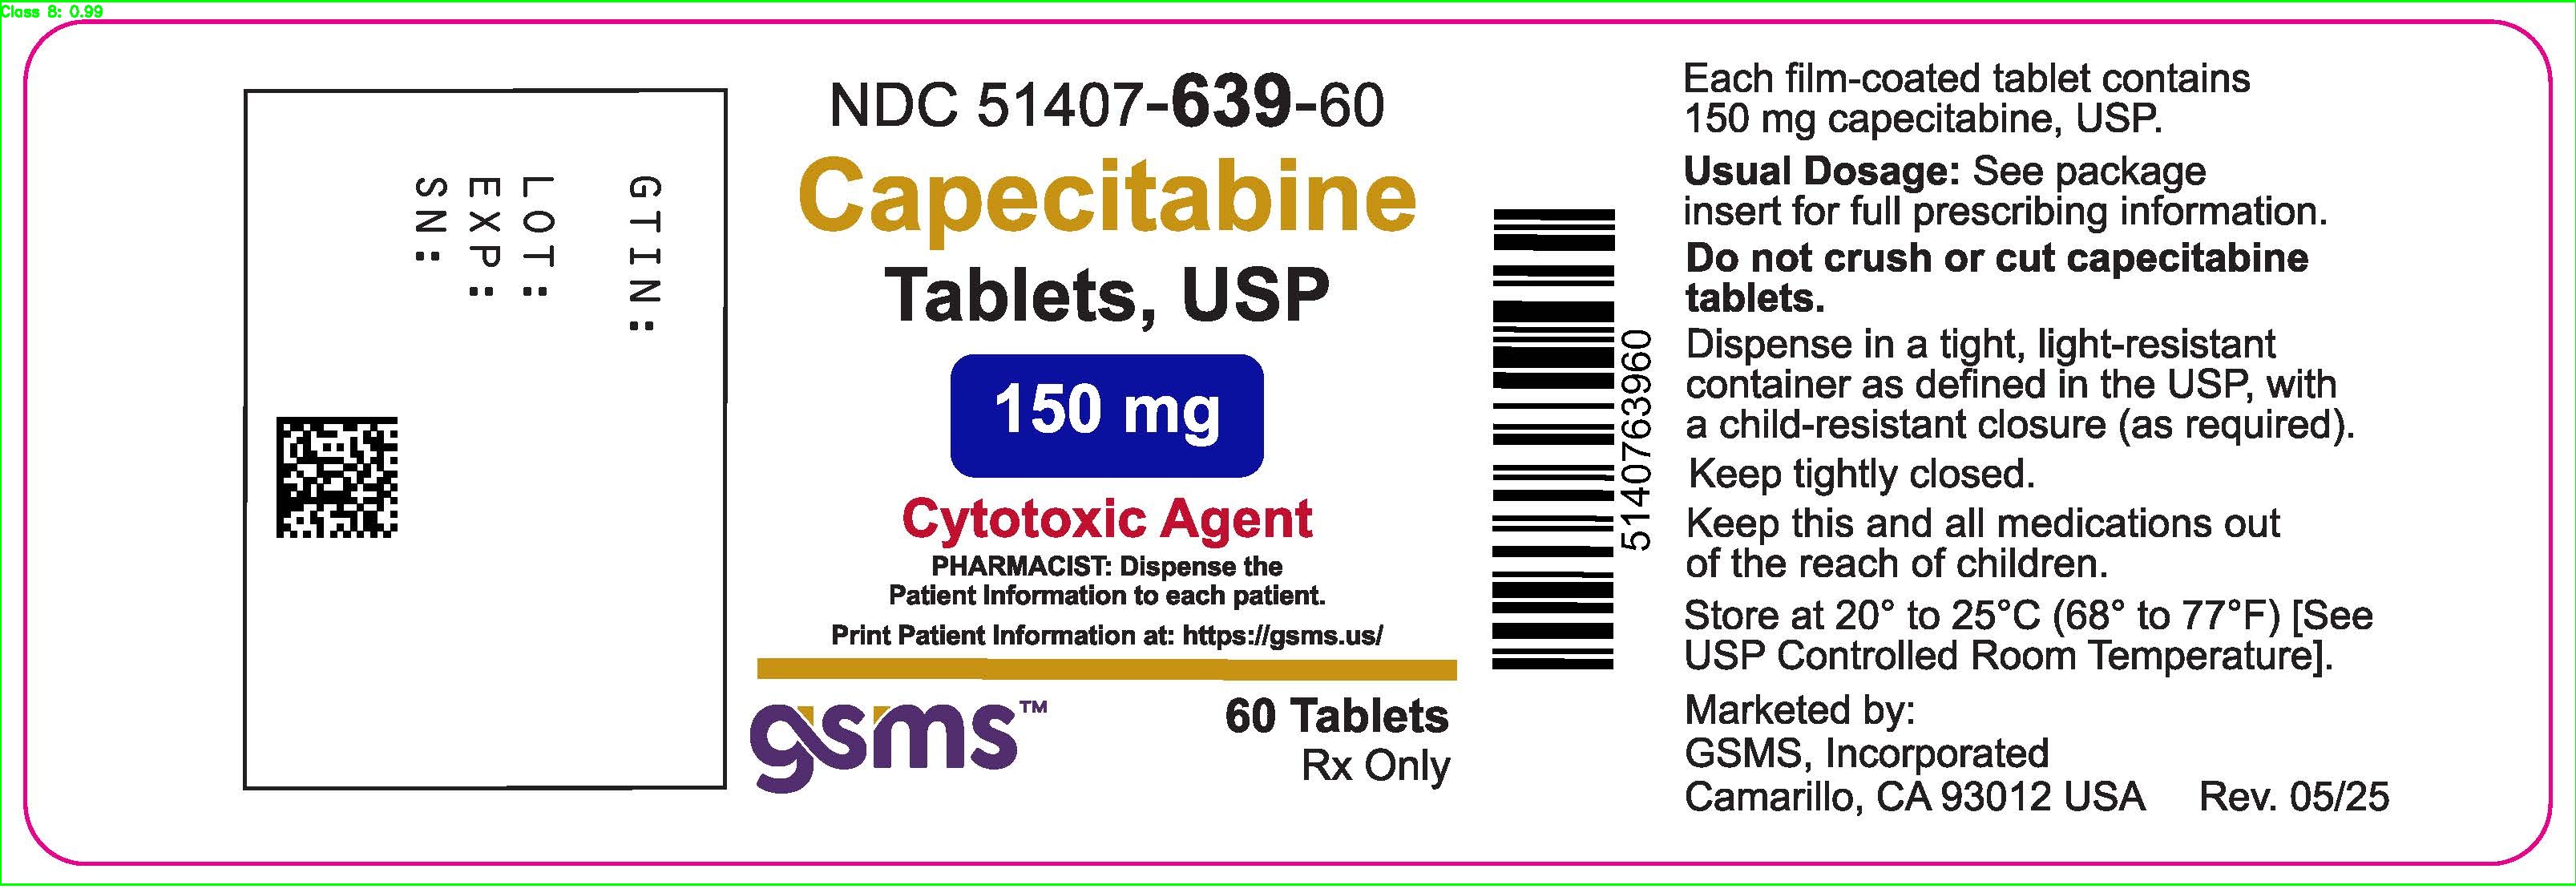 Class 8: 0.99
GTIN:
LOT:
EXP:
SN:
NDC 51407-639-60
Capecitabine
Tablets, USP
150 mg
Cytotoxic Agent
PHARMACIST: Dispense the
Patient Information to each patient.
Print Patient Information at: https://gsms.us/
gsms™
60 Tablets
Rx Only
5140763960
Each film-coated tablet contains
150 mg capecitabine, USP.
Usual Dosage: See package
insert for full prescribing information.
Do not crush or cut capecitabine
tablets.
Dispense in a tight, light-resistant
container as defined in the USP, with
a child-resistant closure (as required).
Keep tightly closed.
Keep this and all medications out
of the reach of children.
Store at 20° to 25°C (68° to 77°F) [See
USP Controlled Room Temperature].
Marketed by:
GSMS, Incorporated
Camarillo, CA 93012 USA Rev. 05/25